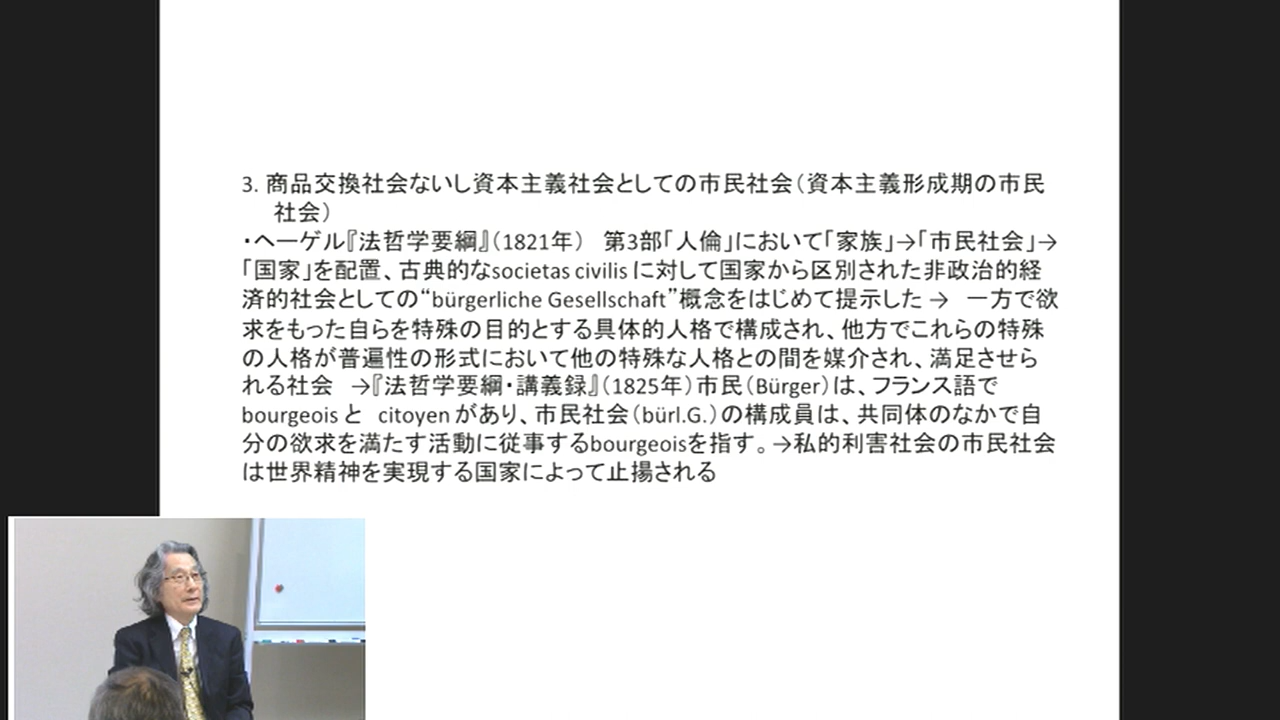 3. 商品交換社会ないし資本主義社会としての市民社会（資本主義形成期の市民
社会）
・ヘーゲル『法哲学要綱』（1821年）　第3部「人倫」において「家族」→「市民社会」→
「国家」を配置、古典的なsocietas civilis に対して国家から区別された非政治的経
済的社会としての“bürgerliche Gesellschaft”概念をはじめて提示した →　一方で欲
求をもった自らを特殊の目的とする具体的人格で構成され、他方でこれらの特殊
の人格が普遍性の形式において他の特殊な人格との間を媒介され、満足させら
れる社会　→『法哲学要綱・講義録』（1825年）市民（Bürger）は、フランス語で
bourgeois と　citoyen があり、市民社会（bürl.G.）の構成員は、共同体のなかで自
分の欲求を満たす活動に従事するbourgeoisを指す。→私的利害社会の市民社会
は世界精神を実現する国家によって止揚される